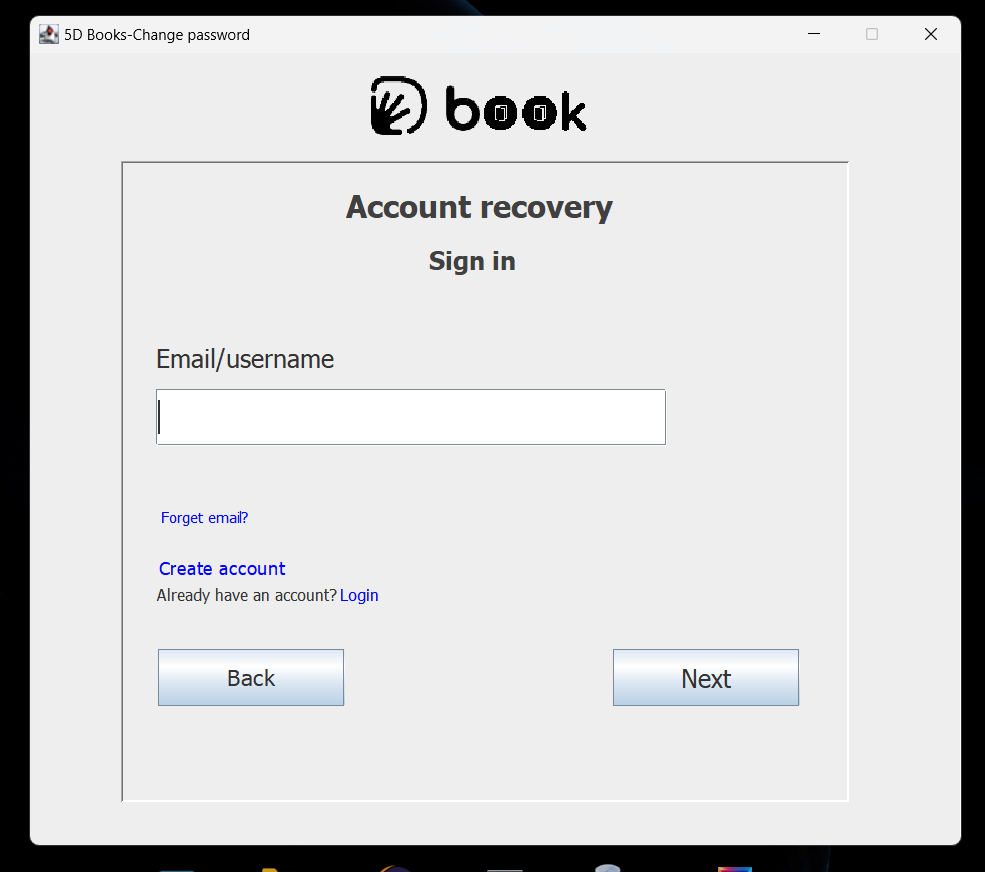 5D Books-Change password
book
Account recovery
Sign in
Email/username
Forget email?
Create account
Already have an account? Login
Back
Next